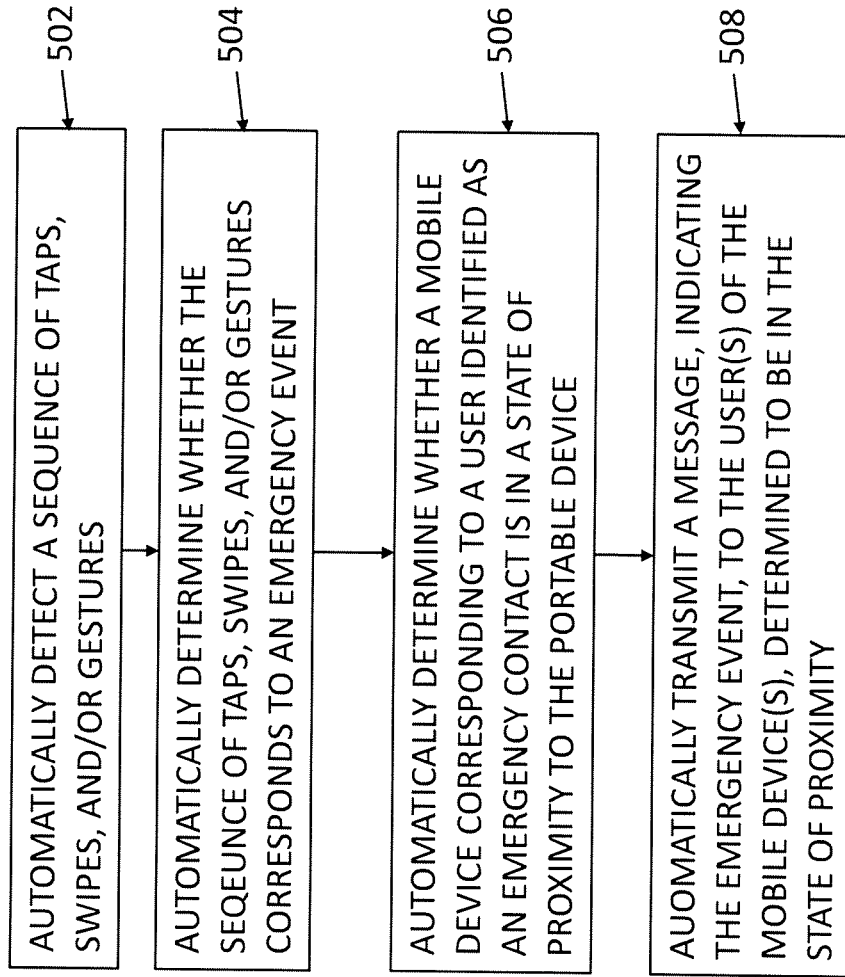 AUTOMATICALLY DETECT A SEQUENCE OF TAPS,
SWIPES, AND/OR GESTURES
502
AUTOMATICALLY DETERMINE WHETHER THE
SEQEUNCE OF TAPS, SWIPES, AND/OR GESTURES
CORRESPONDS TO AN EMERGENCY EVENT
504
AUTOMATICALLY DETERMINE WHETHER A MOBILE
DEVICE CORRESPONDING TO A USER IDENTIFIED AS
AN EMERGENCY CONTACT IS IN A STATE OF
PROXIMITY TO THE PORTABLE DEVICE
506
AUOMATICALLY TRANSMIT A MESSAGE, INDICATING
THE EMERGENCY EVENT, TO THE USER(S) OF THE
MOBILE DEVICE(S), DETERMINED TO BE IN THE
STATE OF PROXIMITY
508